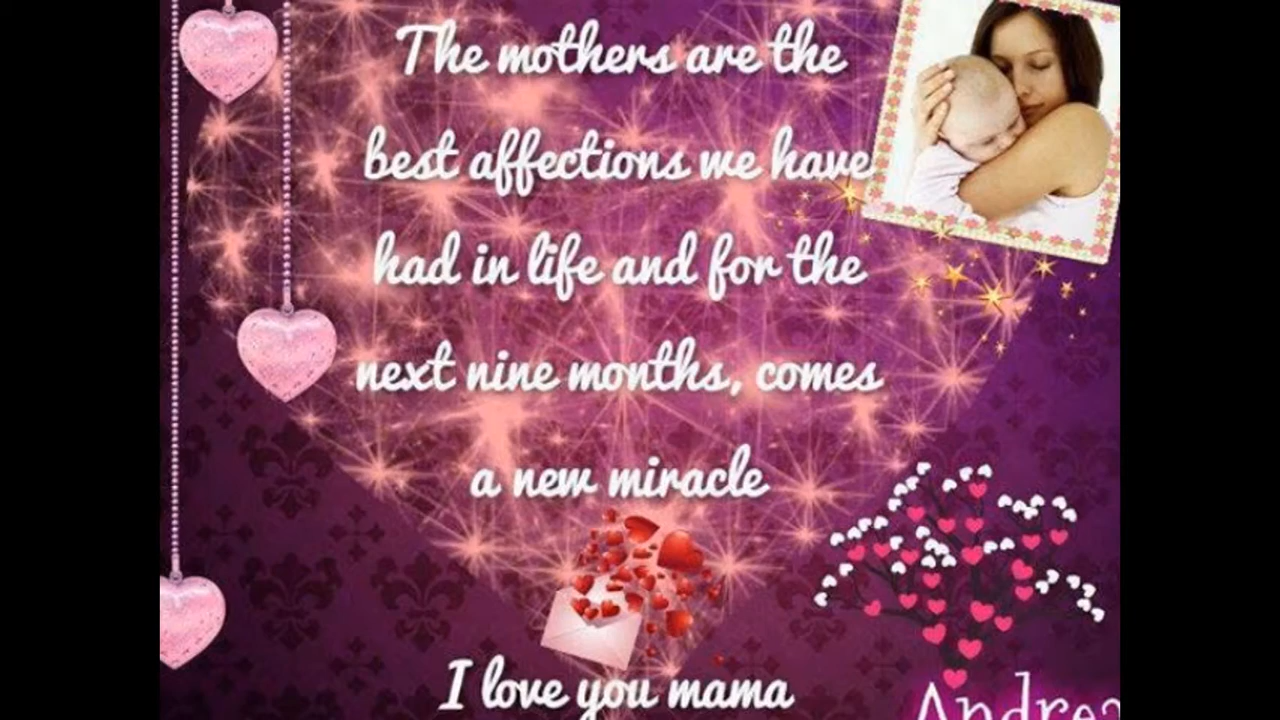 The mothers are the
best affections we have
had in life and for the
next nine months, comes
a new miracle
I love you mama
Andrea